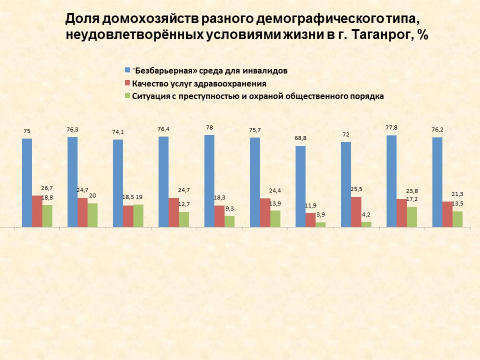 Доля домохозяйств разного демографического типа,
неудовлетворённых условиями жизни в г. Таганрог, %
"Безбарьерная» среда для инвалидов
Качество услуг здравоохранения
Ситуация с преступностью и охраной общественного порядка
75 76,3 74,1 76,4 78 75,7 68,8 72 77,8 76,2
26,7 24,7 18,5 24,7 18,3 24,4 11,9 25,5 23,8 21,3
18,8 20 19 12,7 9,3 13,9 3,9 4,2 17,2 13,5